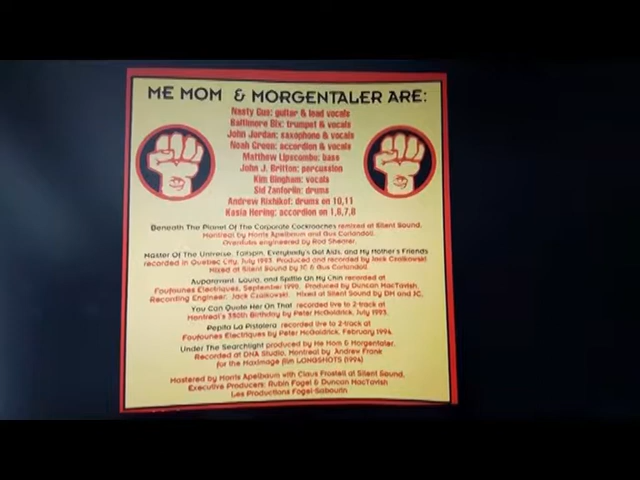 ME MOM & MORGENTALER ARE:
Nasty Gus: guitar & lead vocals
Baltimore Bix: trumpet & vocals
John Jordan: saxophone & vocals
Noah Green: accordion & vocals
Matthew Lipscombu: bass
John J. Britton: percussion
Kim Bingham: vocals
Sid Zanforlin: drums
Andrew Rishikof: drums on 10,11
Kasia Hering: accordion on 1,6,7,8
Beneath The Planet Of The Corporate Cockroaches remixed at Silent Sound,
Montreal by Morris Apelbaum and Gus Coriandoli.
Overdubs engineered by Rod Shearer.
Master Of The Universe, Tailspin, Everybody's Got Aids, and My Mother's Friends
recorded in Quebec City, July 1993. Produced and recorded by Jack Czaikowski
Mixed at Silent Sound by JC & Gus Coriandoli.
Auparavant, Laura, and Spittle On My Chin recorded at
Foufounes Electriques, September 1990. Produced by Duncan MacTavish.
Recording Engineer: Jack Czaikowski. Mixed at Silent Sound by DM and JC.
You Can Quote Her On That recorded live to 2-track at
Montreal's 350th Birthday by Peter McGoldrick, July 1993.
Pepita La Pistolera recorded live to 2-track at
Foufounes Electriques by Peter McGoldrick, February 1994.
Under The Searchlight produced by Me Mom & Morgentaler,
Recorded at DNA Studio, Montreal by Andrew Frank
for the Maximage film LONGSHOTS (1994)
Mastered by Morris Apelbaum with Claus Frostell at Silent Sound,
Executive Producers: Rubin Fogel & Duncan MacTavish
Les Productions Fogel-Sabourin